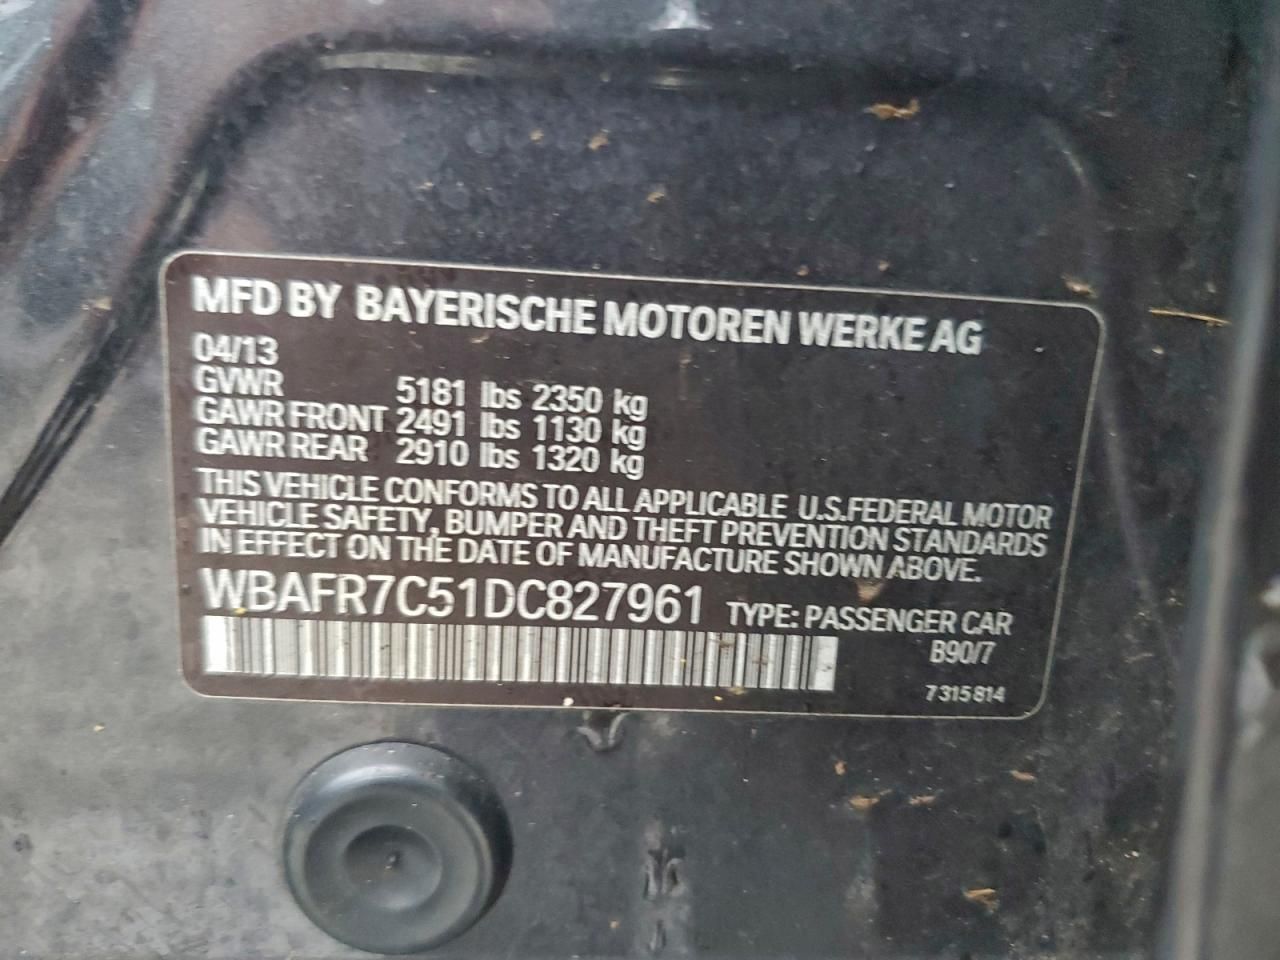 MFD BY BAYERISCHE MOTOREN WERKE AG
04/13
GVWR 5181 lbs 2350 kg
GAWR FRONT 2491 lbs 1130 kg
GAWR REAR 2910 lbs 1320 kg
THIS VEHICLE CONFORMS TO ALL APPLICABLE U.S.FEDERAL MOTOR
VEHICLE SAFETY, BUMPER AND THEFT PREVENTION STANDARDS
IN EFFECT ON THE DATE OF MANUFACTURE SHOWN ABOVE.
WBAFR7C51DC827961 TYPE: PASSENGER CAR
B90/7
7315814